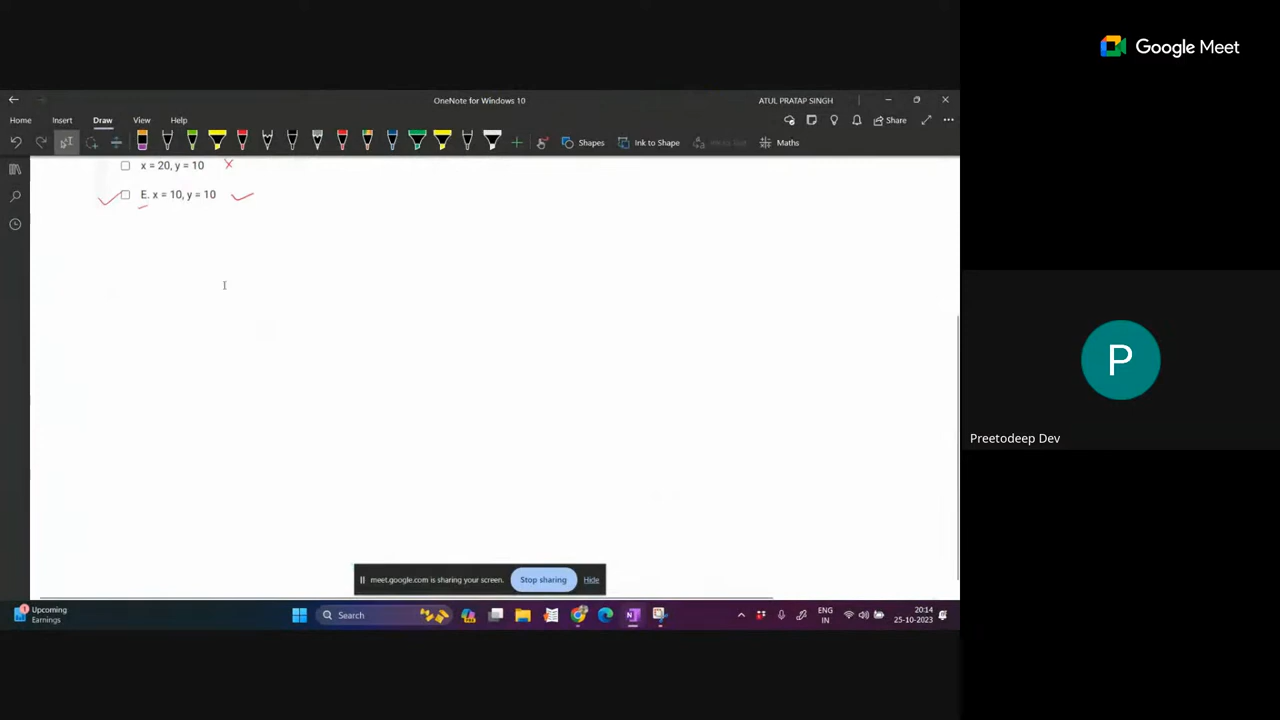 Google Meet
OneNote for Windows 10
ATUL PRATAP SINGH
Home Insert Draw View Help
Share
Shapes Ink to Shape Maths
x = 20, y = 10
E. x = 10, y = 10
P
Preetodeep Dev
meet.google.com is sharing your screen. Stop sharing Hide
1 Upcoming
Earnings
Search
ENG
IN
20:14
25-10-2023